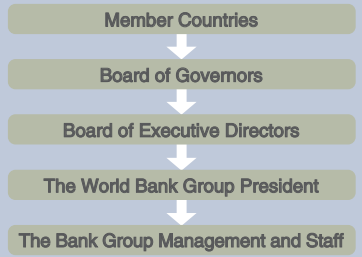 Member Countries
Board of Governors
Board of Executive Directors
The World Bank Group President
The Bank Group Management and Staff